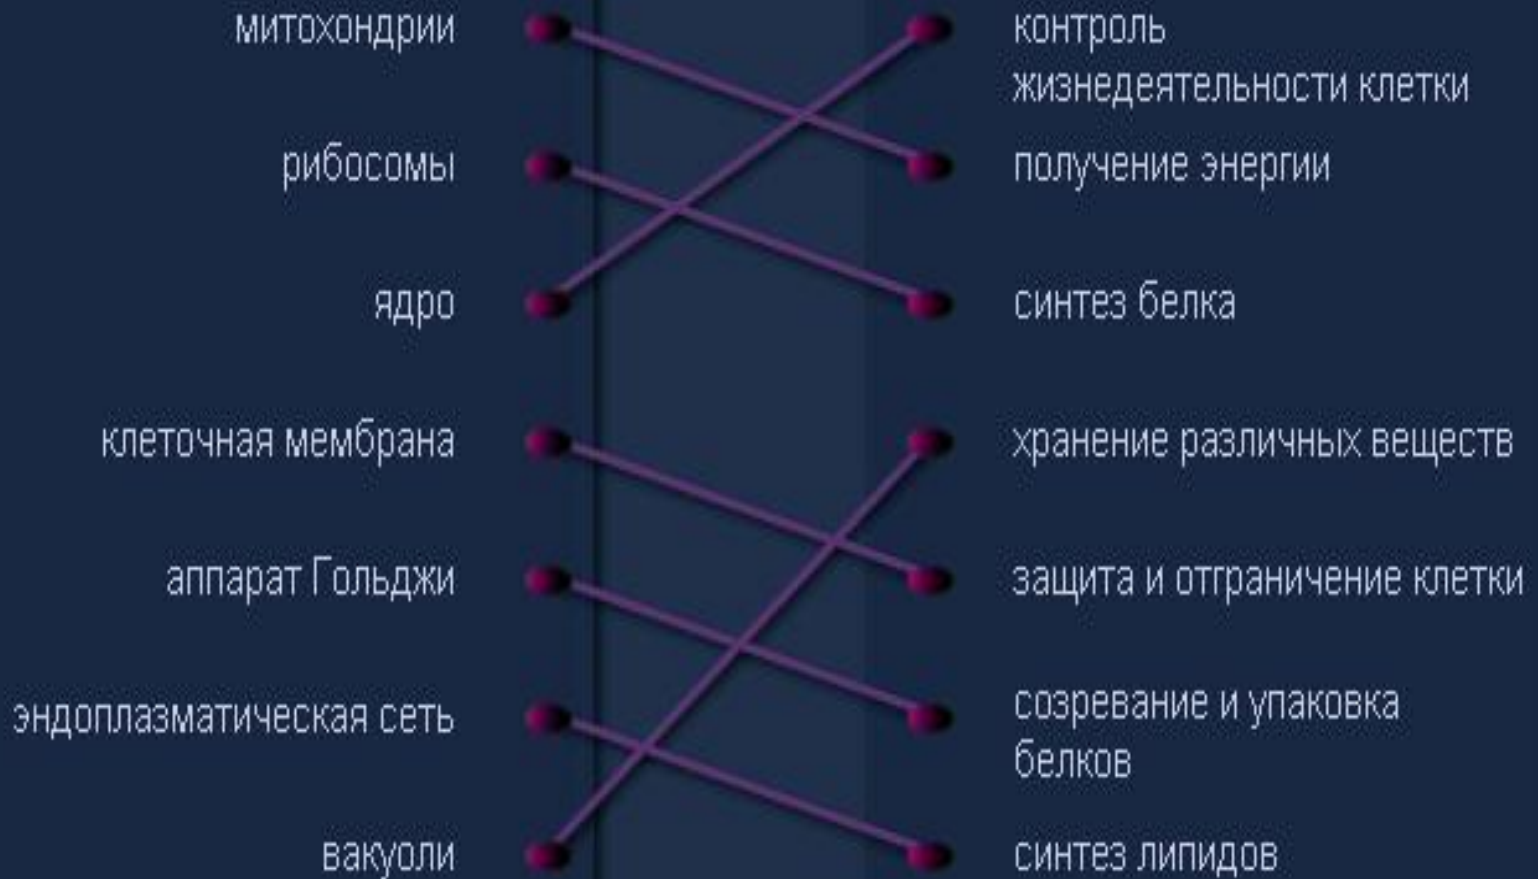 митохондрии
контроль
жизнедеятельности клетки
рибосомы
получение энергии
ядро
синтез белка
клеточная мембрана
хранение различных веществ
аппарат Гольджи
защита и отграничение клетки
эндоплазматическая сеть
созревание и упаковка
белков
вакуоли
синтез липидов